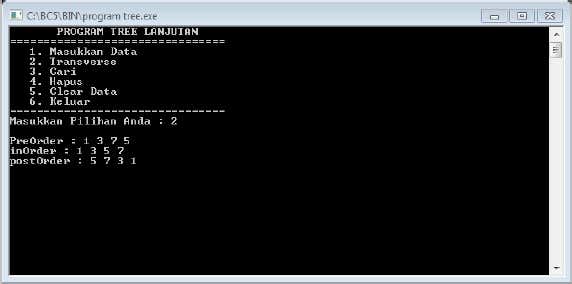 C:\BC5\BIN\program tree.exe
PROGRAM TREE LANJUTAN
================================
1. Masukkan Data
2. Transverse
3. Cari
4. Hapus
5. Clear Data
6. Keluar
================================
Masukkan Pilihan Anda : 2
PreOrder : 1 3 7 5
inOrder : 1 3 5 7
postOrder : 5 7 3 1